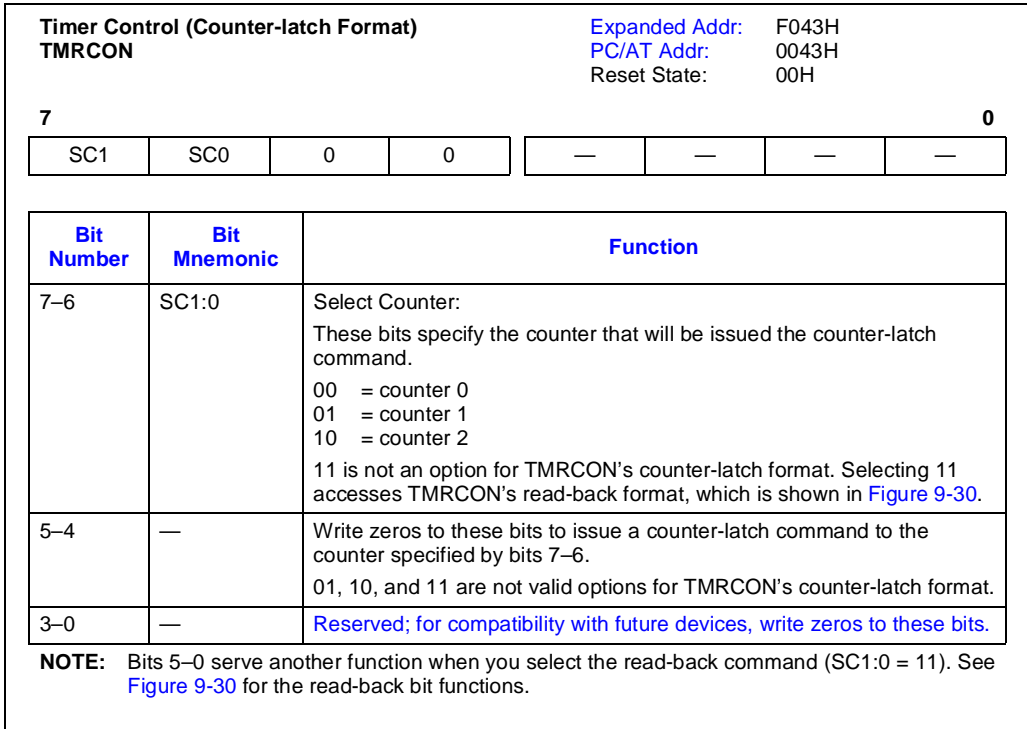 Timer Control (Counter-latch Format)
TMRCON
Expanded Addr: F043H
PC/AT Addr: 0043H
Reset State: 00H
7 0
SC1 SC0 0 0 — — — —
Bit Number Bit Mnemonic Function
7–6 SC1:0 Select Counter:
These bits specify the counter that will be issued the counter-latch
command.
00 = counter 0
01 = counter 1
10 = counter 2
11 is not an option for TMRCON's counter-latch format. Selecting 11
accesses TMRCON's read-back format, which is shown in Figure 9-30.
5–4 — Write zeros to these bits to issue a counter-latch command to the
counter specified by bits 7–6.
01, 10, and 11 are not valid options for TMRCON's counter-latch format.
3–0 — Reserved; for compatibility with future devices, write zeros to these bits.
NOTE: Bits 5–0 serve another function when you select the read-back command (SC1:0 = 11). See
Figure 9-30 for the read-back bit functions.